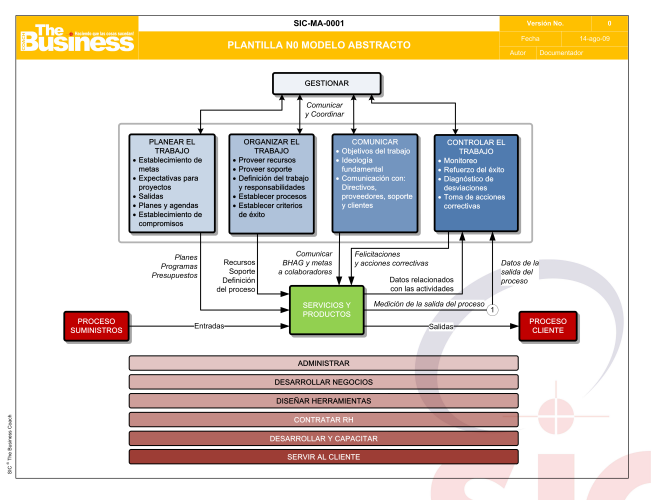 SIC-MA-0001
PLANTILLA N0 MODELO ABSTRACTO
Versión No. 0
Fecha 14-ago-09
Autor Documentador
The
Business
GESTIONAR
Comunicar
y Coordinar
PLANEAR EL
TRABAJO
• Establecimiento de
metas
• Expectativas para
proyectos
• Salidas
• Planes y agendas
• Establecimiento de
compromisos
ORGANIZAR EL
TRABAJO
• Proveer recursos
• Proveer soporte
• Definición del trabajo
y responsabilidades
• Establecer procesos
• Establecer criterios
de éxito
COMUNICAR
• Objetivos del trabajo
• Ideología
fundamental
• Comunicación con:
Directivos,
proveedores, soporte
y clientes
CONTROLAR EL
TRABAJO
• Monitoreo
• Refuerzo del éxito
• Diagnóstico de
desviaciones
• Toma de acciones
correctivas
Planes
Programas
Presupuestos
Recursos
Soporte
Definición
del proceso
Comunicar
BHAG y metas
a colaboradores
Felicitaciones
y acciones correctivas
Datos relacionados
con las actividades
Datos de la
salida del
proceso
Medición de la salida del proceso
1
SERVICIOS Y
PRODUCTOS
PROCESO
SUMINISTROS
Entradas
Salidas
PROCESO
CLIENTE
ADMINISTRAR
DESARROLLAR NEGOCIOS
DISEÑAR HERRAMIENTAS
CONTRATAR RH
DESARROLLAR Y CAPACITAR
SERVIR AL CLIENTE
SIC ® The Business Coach
sic